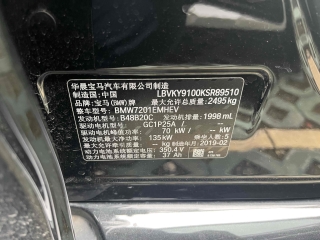 华晨宝马汽车有限公司制造
制造国:中国 LBVKY9100KSR89510
品牌:宝马(BMW)牌 最大允许总质量:2495kg
整车型号:BMW7201EMHEV
发动机型号:B48B20C 发动机排量:1998 mL
驱动电机型号: GC1P25A /
驱动电机峰值功率: 70 kW / -- kW
发动机最大净功率:135kW 乘坐人数:5
动力电池系统额定电压:350.4V 制造年月:2019-02
动力电池系统额定容量:37 Ah